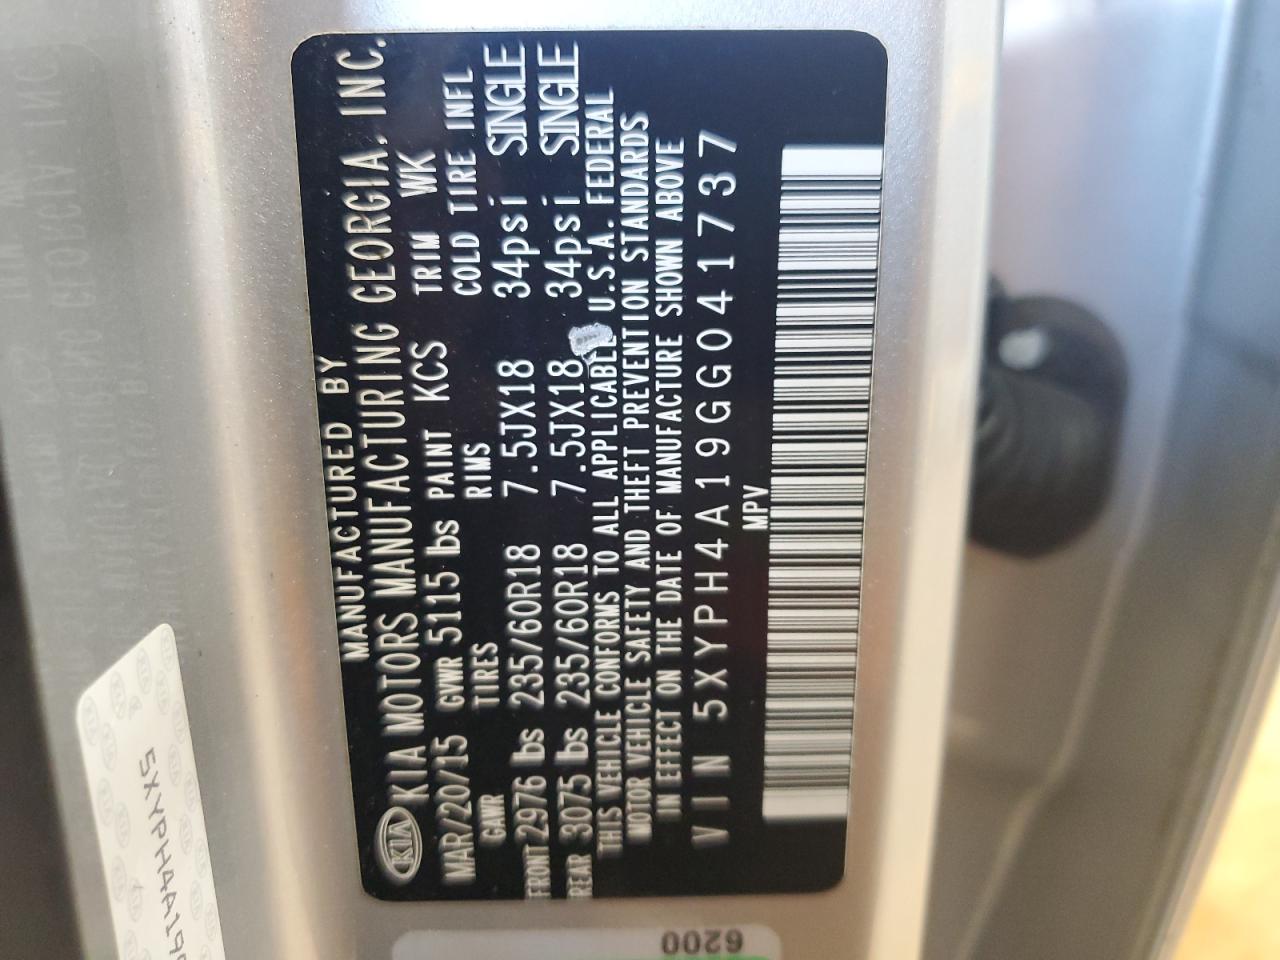 MANUFACTURED BY
KIA KIA MOTORS MANUFACTURING GEORGIA, INC.
MAR/20/15 GVWR 5115 lbs PAINT KCS TRIM WK
GAWR TIRES RIMS COLD TIRE INFL
FRONT 2976 lbs 235/60R18 7.5JX18 34psi SINGLE
REAR 3075 lbs 235/60R18 7.5JX18 34psi SINGLE
THIS VEHICLE CONFORMS TO ALL APPLICABLE U.S.A. FEDERAL
MOTOR VEHICLE SAFETY AND THEFT PREVENTION STANDARDS
IN EFFECT ON THE DATE OF MANUFACTURE SHOWN ABOVE
VIN 5XYPH4A19GG041737
MPV
5XYPH4A19
6200